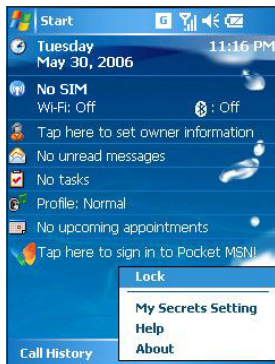 Start G
Tuesday 11:16 PM
May 30, 2006
No SIM
Wi-Fi: Off : Off
Tap here to set owner information
No unread messages
No tasks
Profile: Normal
No upcoming appointments
Tap here to sign in to Pocket MSN!
Lock
My Secrets Setting
Help
About
Call History